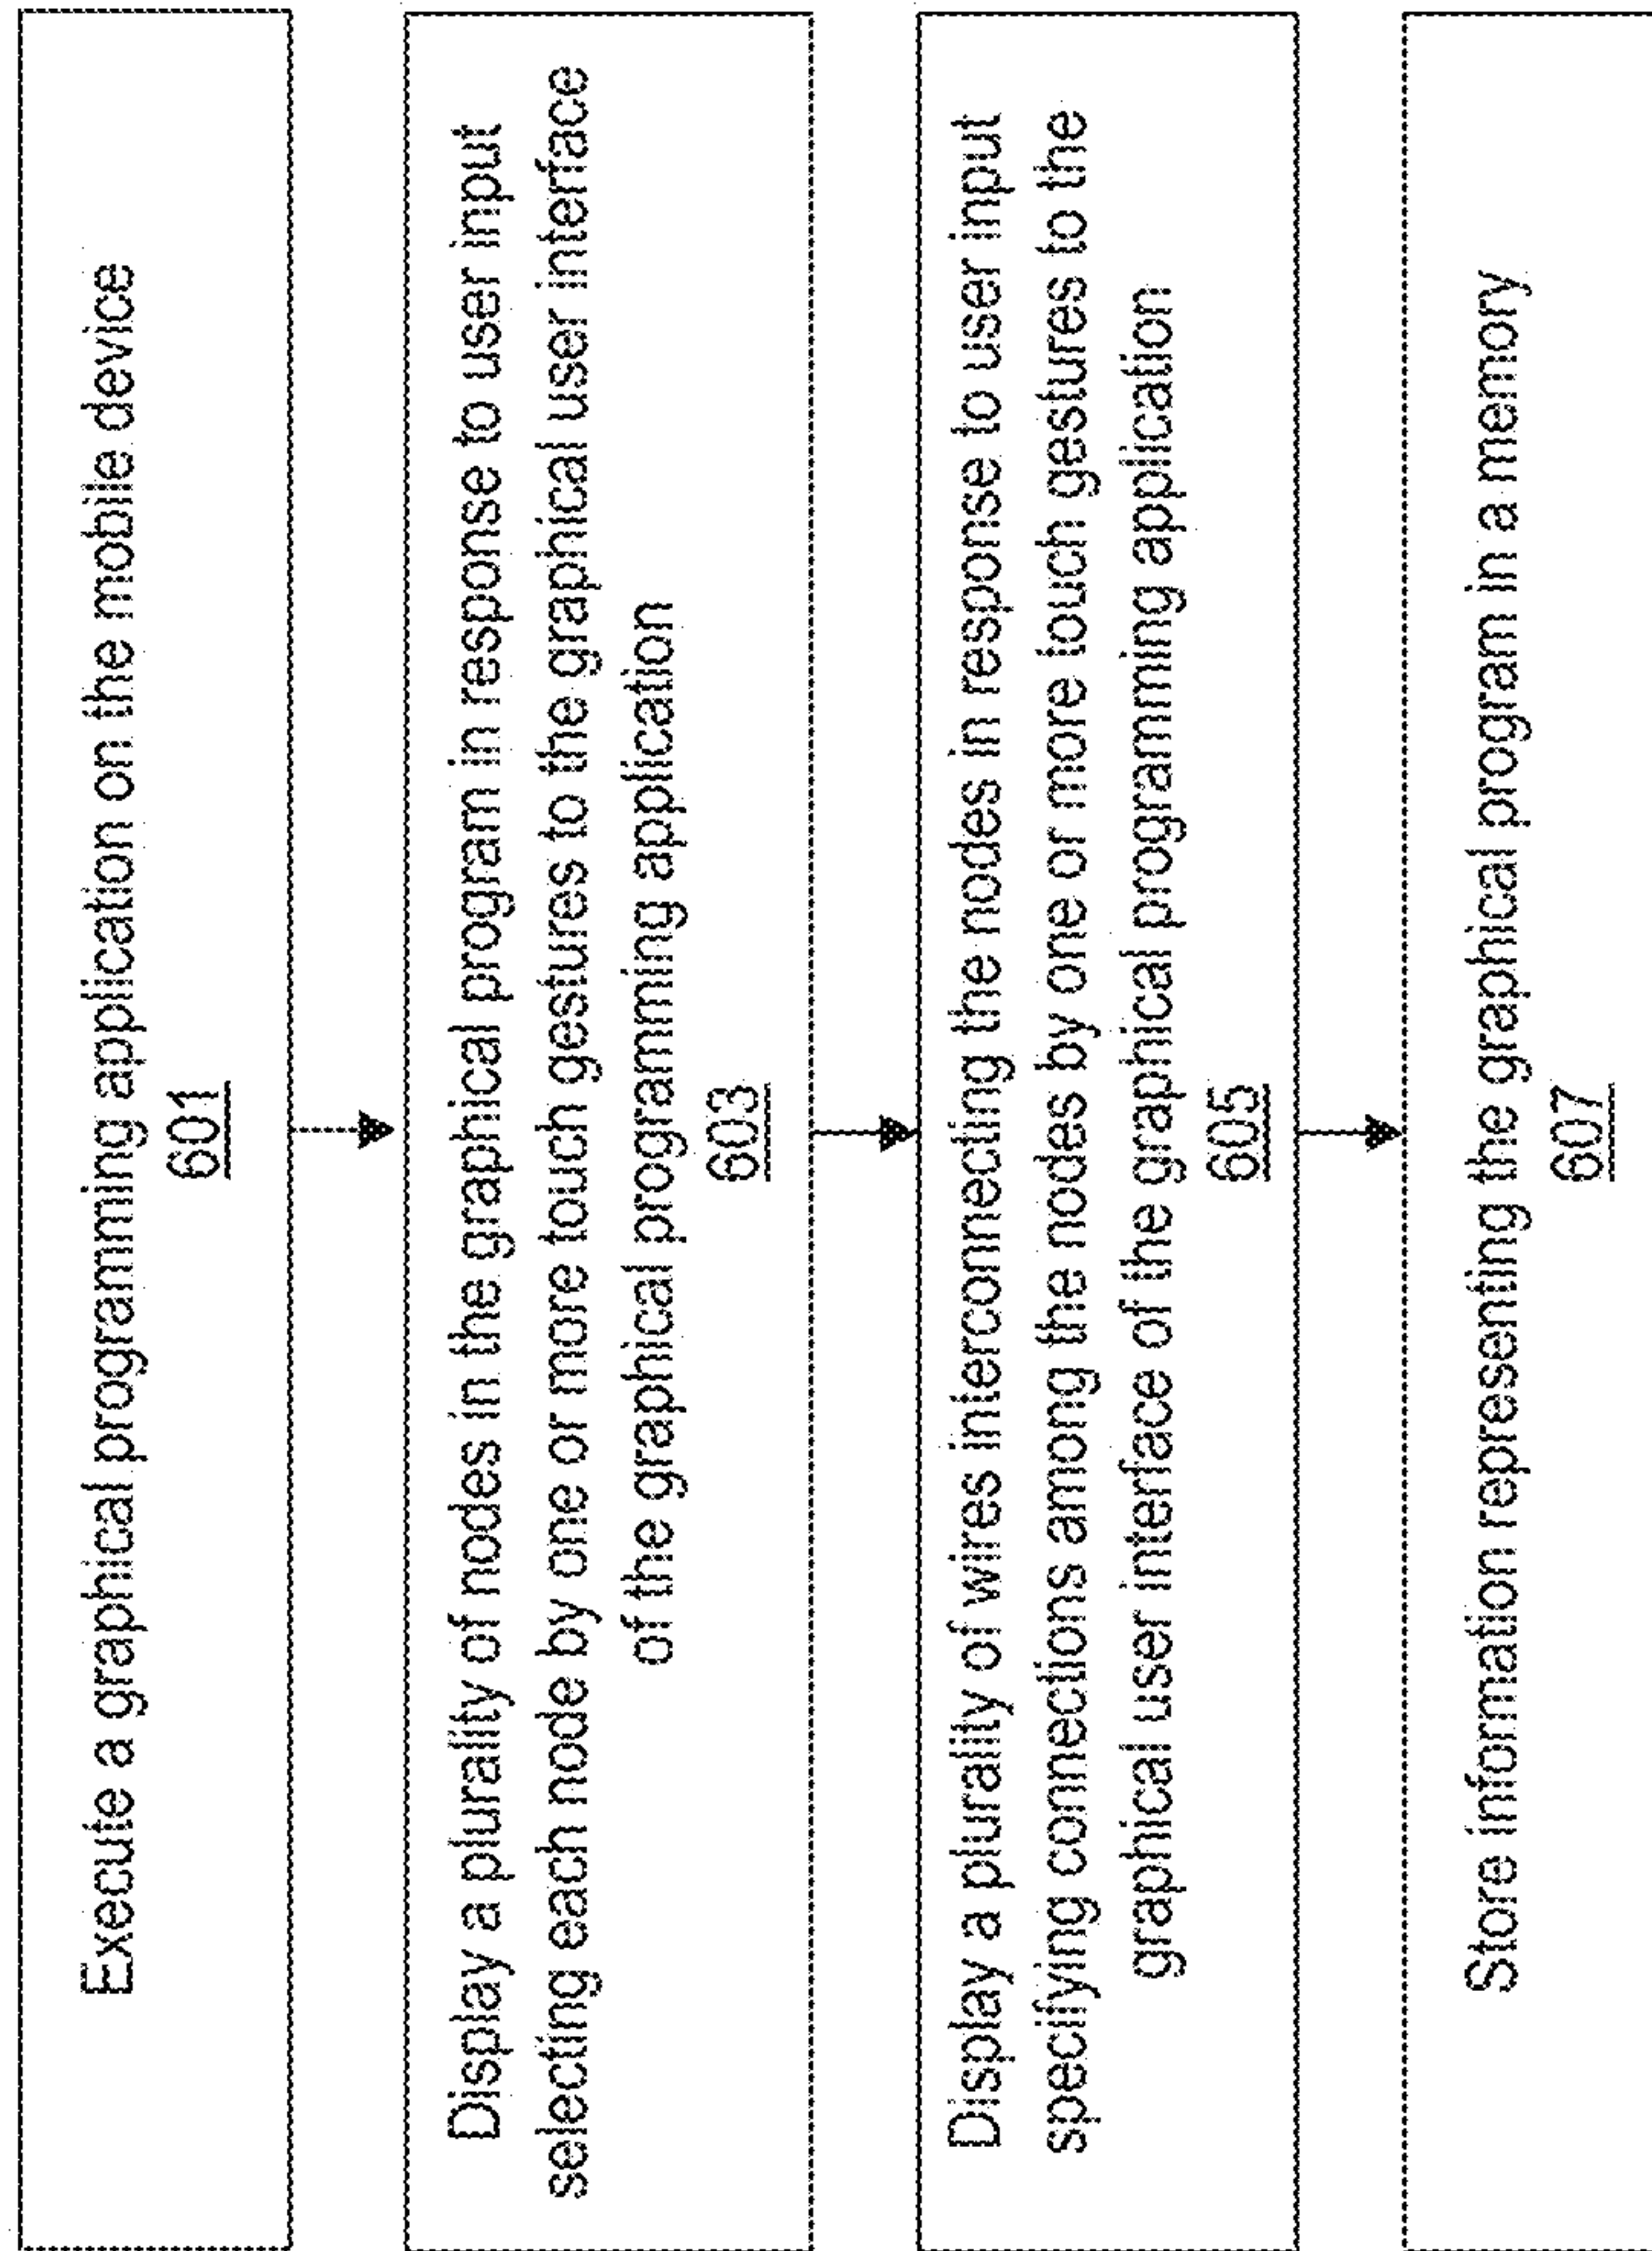 Execute a graphical programming application on the mobile device
601
Display a plurality of nodes in the graphical program in response to user input
selecting each node by one or more touch gestures to the graphical user interface
of the graphical programming application
603
Display a plurality of wires interconnecting the nodes in response to user input
specifying connections among the nodes by one or more touch gestures to the
graphical user interface of the graphical programming application
605
Store information representing the graphical program in a memory
607